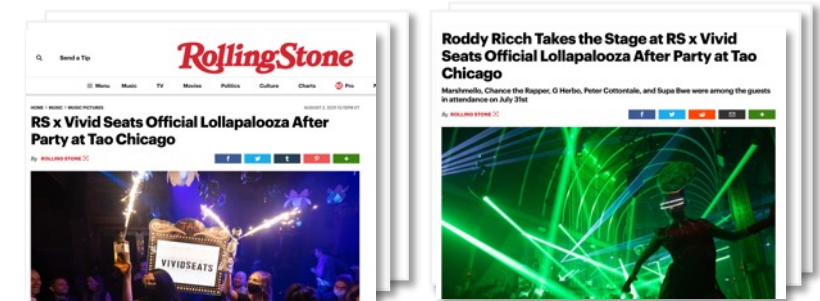 Send a Tip
RollingStone
Menu Music TV Movies Politics Culture Charts Pro
HOME > MUSIC > MUSIC PICTURES
RS x Vivid Seats Official Lollapalooza After
Party at Tao Chicago
By ROLLING STONE
VIVIDSEATS
Roddy Ricch Takes the Stage at RS x Vivid
Seats Official Lollapalooza After Party at Tao
Chicago
Marshmello, Chance the Rapper, G Herbo, Peter Cottontale, and Supa Bwe were among the guests
in attendance on July 31st
By ROLLING STONE